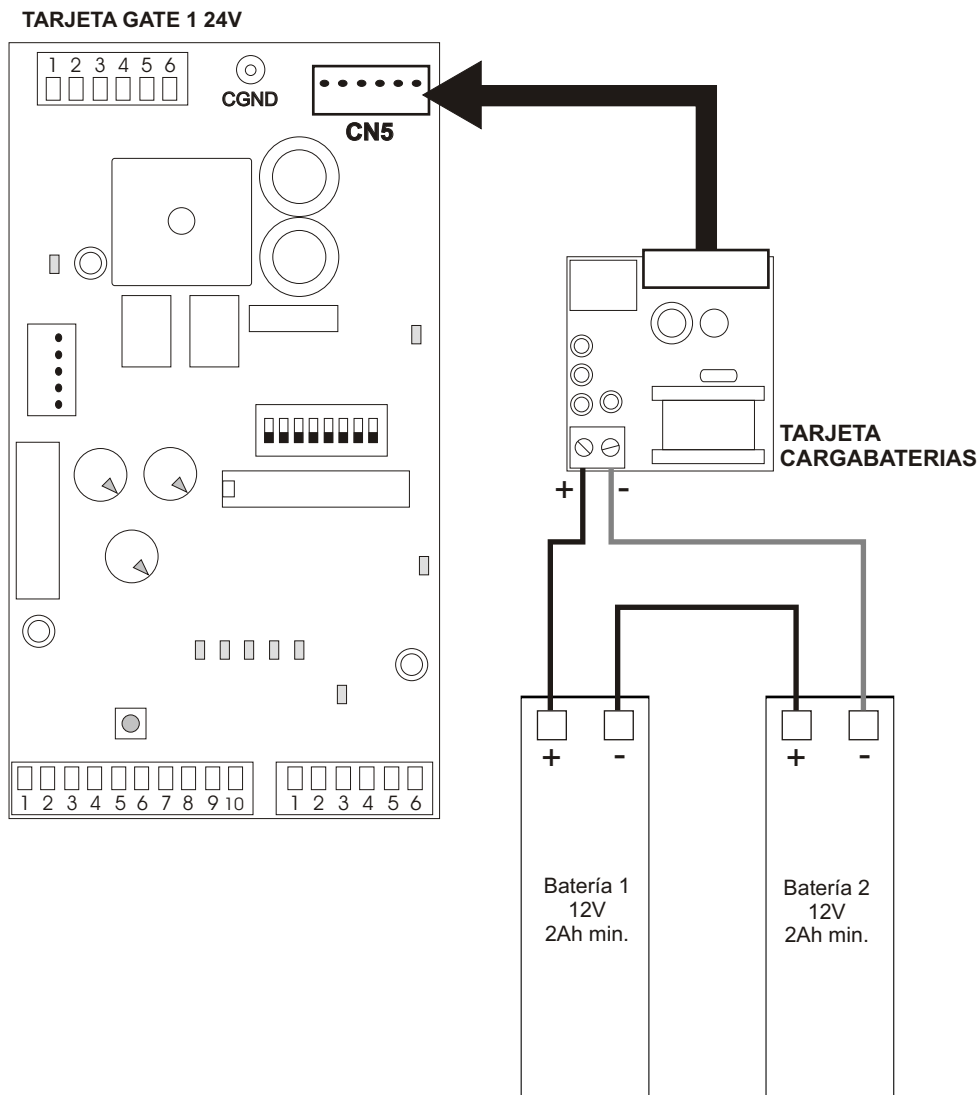 TARJETA GATE 1 24V
1 2 3 4 5 6
CGND
CN5
TARJETA
CARGABATERIAS
+ -
+ - + -
1 2 3 4 5 6 7 8 9 10
1 2 3 4 5 6
Batería 1
12V
2Ah min.
Batería 2
12V
2Ah min.